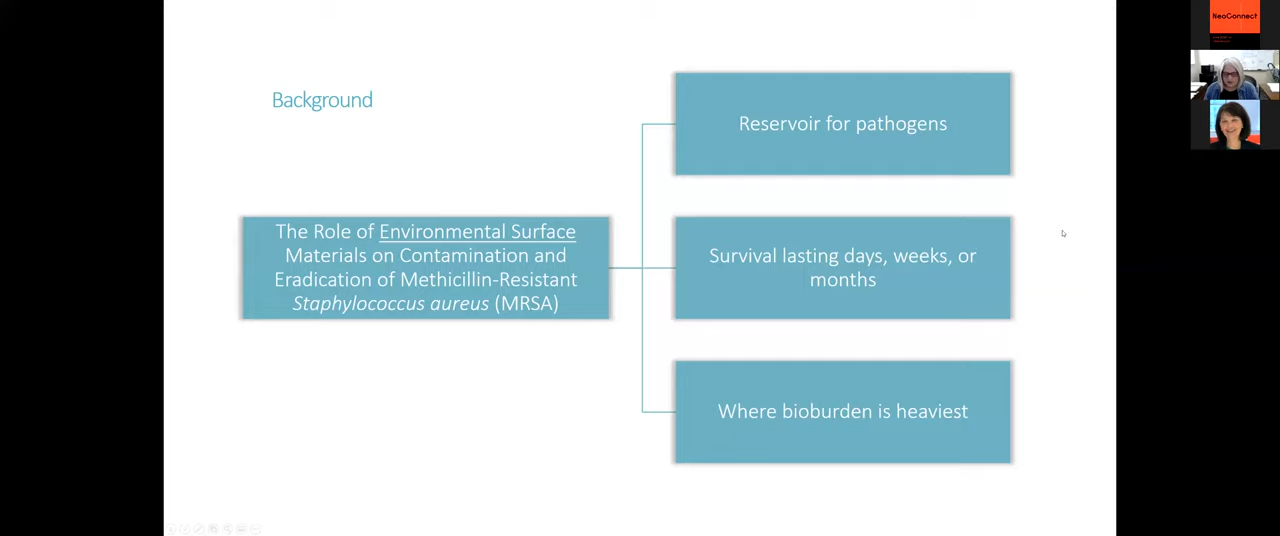 Background
The Role of Environmental Surface
Materials on Contamination and
Eradication of Methicillin-Resistant
Staphylococcus aureus (MRSA)
Reservoir for pathogens
Survival lasting days, weeks, or
months
Where bioburden is heaviest
NeoConnect